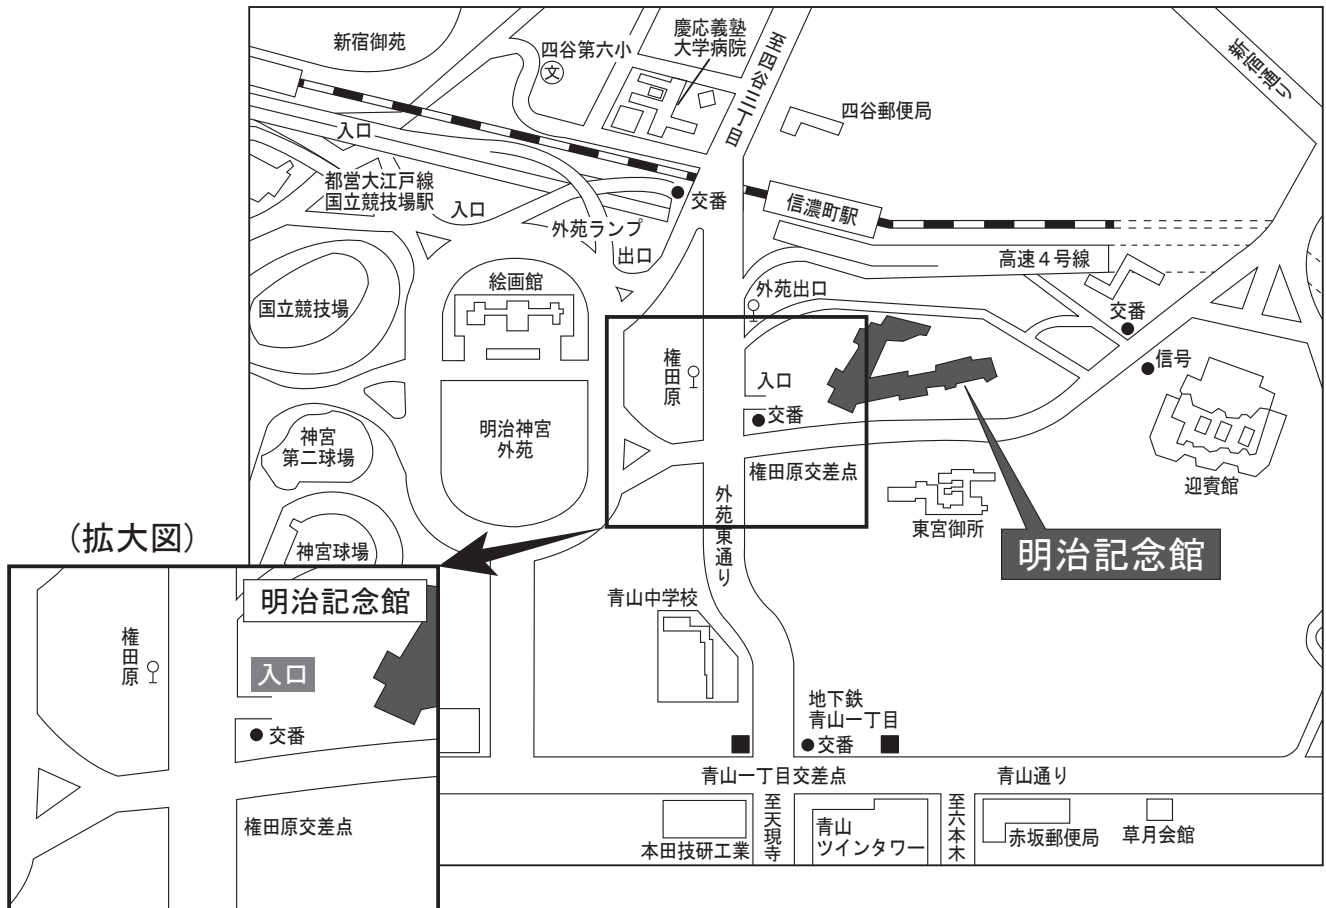 新宿御苑
四谷第六小
文
慶応義塾
大学病院
至四谷三丁目
新宿通り
四谷郵便局
入口
都営大江戸線
国立競技場駅
入口
交番
信濃町駅
外苑ランプ
出口
高速4号線
絵画館
外苑出口
国立競技場
交番
信号
権田原
入口
交番
明治神宮
外苑
神宮
第二球場
権田原交差点
迎賓館
外苑東通り
東宮御所
明治記念館
神宮球場
(拡大図)
明治記念館
権田原
入口
交番
権田原交差点
青山中学校
地下鉄
青山一丁目
交番
青山一丁目交差点
青山通り
本田技研工業
至天現寺
青山
ツインタワー
至六本木
赤坂郵便局
草月会館